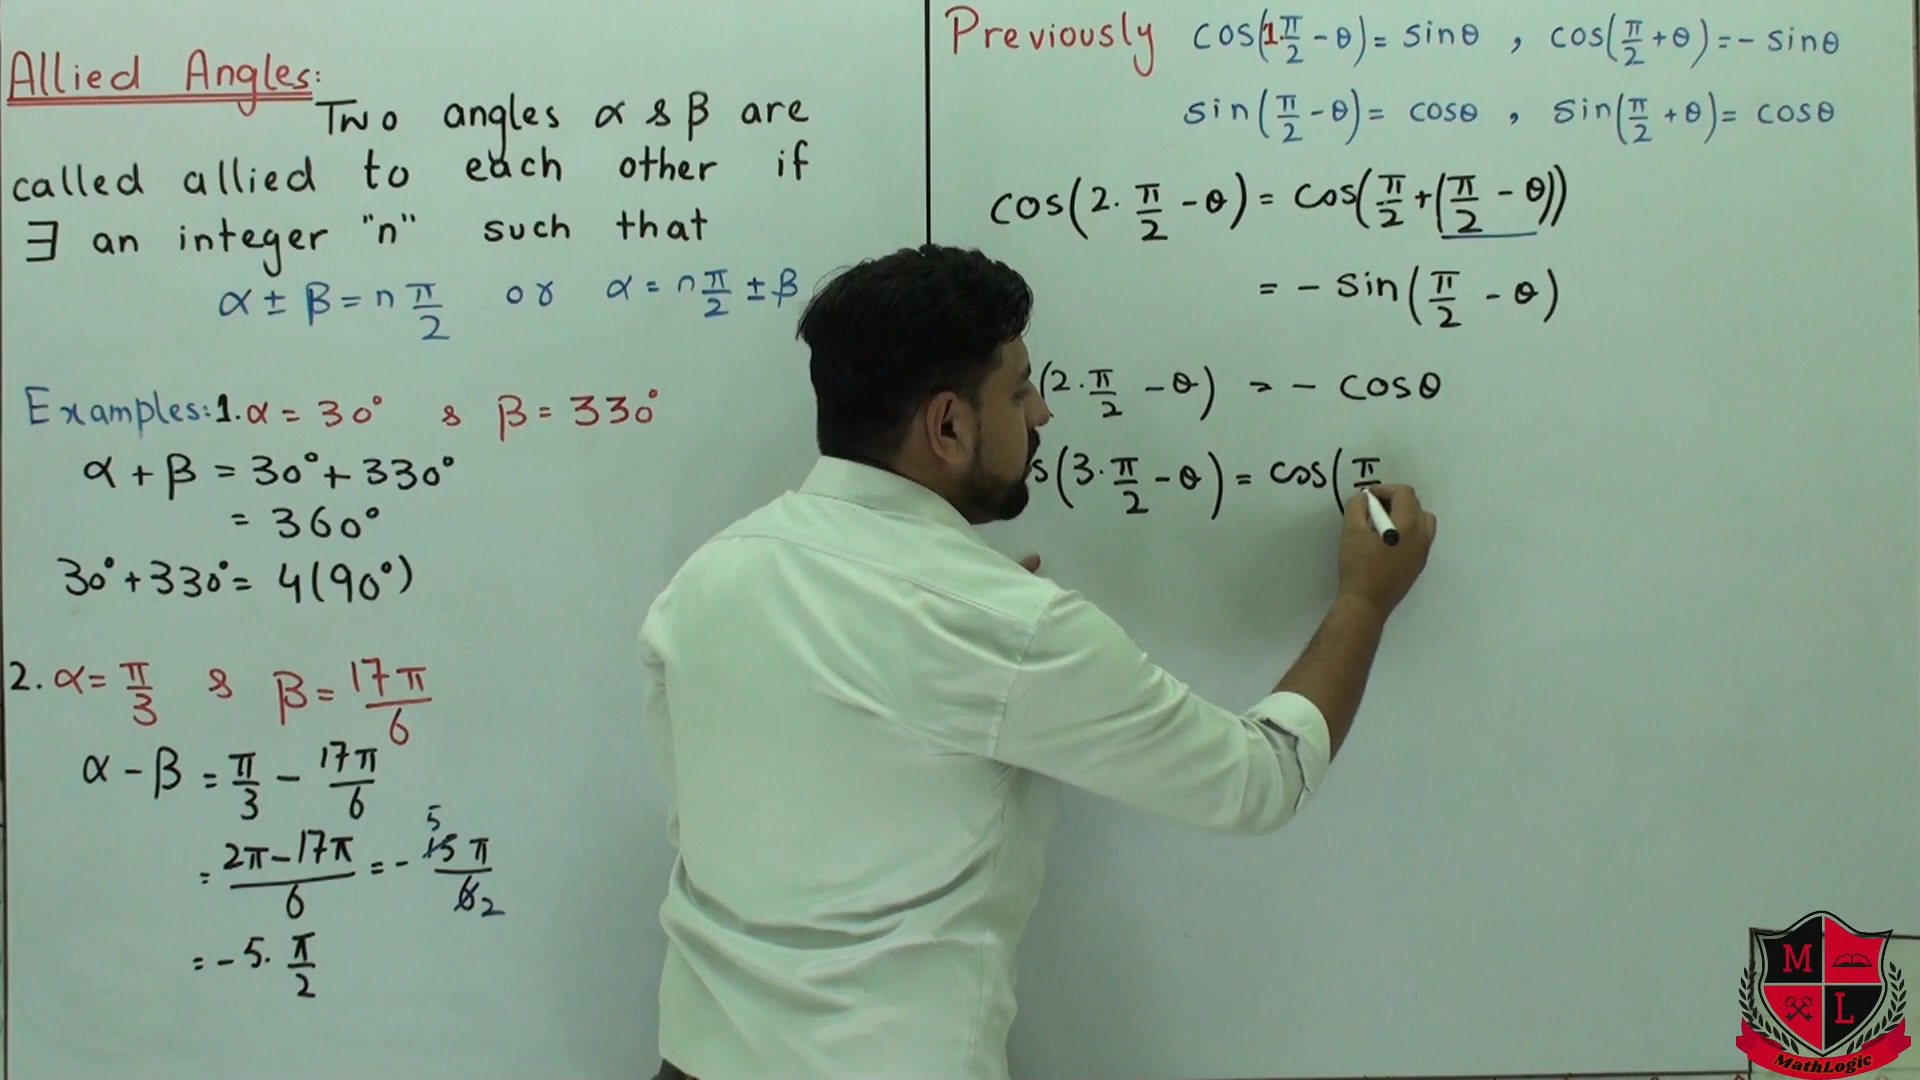 Allied Angles:
Two angles α & β are
called allied to each other if
∃ an integer "n" such that
α ± β = n π/2 or α = n π/2 ± β
Examples: 1. α = 30° & β = 330°
α + β = 30° + 330°
= 360°
30° + 330° = 4(90°)
2. α = π/3 & β = 17π/6
α - β = π/3 - 17π/6
= 2π - 17π/6 = - 15 5 π/6 2
= -5. π/2
Previously cos(1.π/2 - θ) = sinθ , cos(π/2 + θ) = - sinθ
sin(π/2 - θ) = cosθ , sin(π/2 + θ) = cosθ
cos(2. π/2 - θ) = cos(π/2 + (π/2 - θ))
= - sin(π/2 - θ)
(2. π/2 - θ) = - cosθ
s(3. π/2 - θ) = cos(π
M L
MathLogic